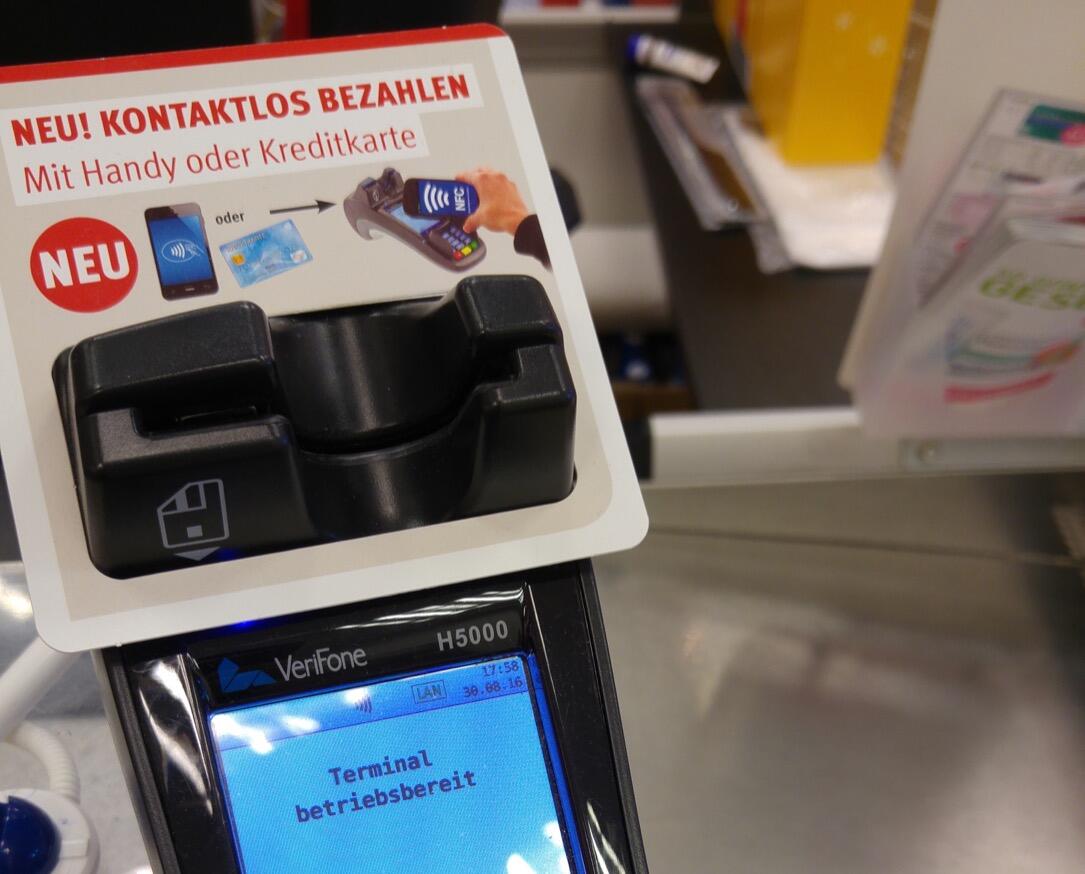 NEU! KONTAKTLOS BEZAHLEN
Mit Handy oder Kreditkarte
NEU
oder
NFC
VeriFone
H5000
17:58
LAN
30.08.16
Terminal
betriebsbereit